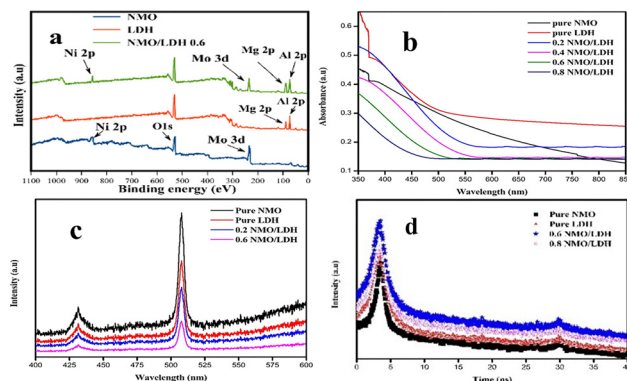 a
NMO
LDH
NMO/LDH 0.6
Ni 2p
Mo 3d
Mg 2p
Al 2p
Mg 2p
Al 2p
Ni 2p
O1s
Mo 3d
Intensity (a.u)
1100 1000 900 800 700 600 500 400 300 200 100 0
Binding energy (eV)
b
pure NMO
pure LDH
0.2 NMO/LDH
0.4 NMO/LDH
0.6 NMO/LDH
0.8 NMO/LDH
Absorbance (a.u)
0.6
0.5
0.4
0.3
0.2
0.1
350 400 450 500 550 600 650 700 750 800 850
Wavelength (nm)
c
Pure NMO
Pure LDH
0.2 NMO/LDH
0.6 NMO/LDH
Intensity (a.u)
400 425 450 475 500 525 550 575 600
Wavelength (nm)
d
Pure NMO
Pure LDH
0.6 NMO/LDH
0.8 NMO/LDH
Intensity (a.u)
0 5 10 15 20 25 30 35
Time (ns)